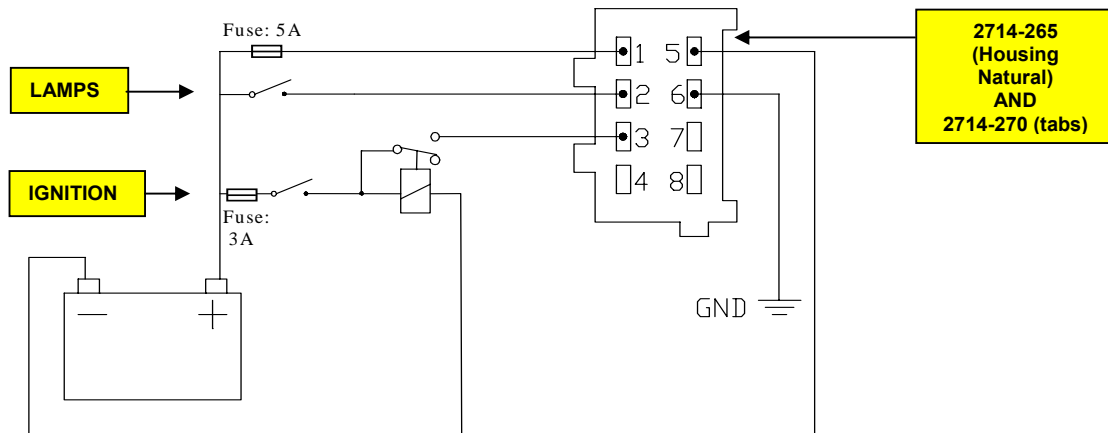 Fuse: 5A
2714-265
(Housing
Natural)
AND
2714-270 (tabs)
1 5
LAMPS
2 6
3 7
4 8
IGNITION
Fuse:
3A
GND
— +